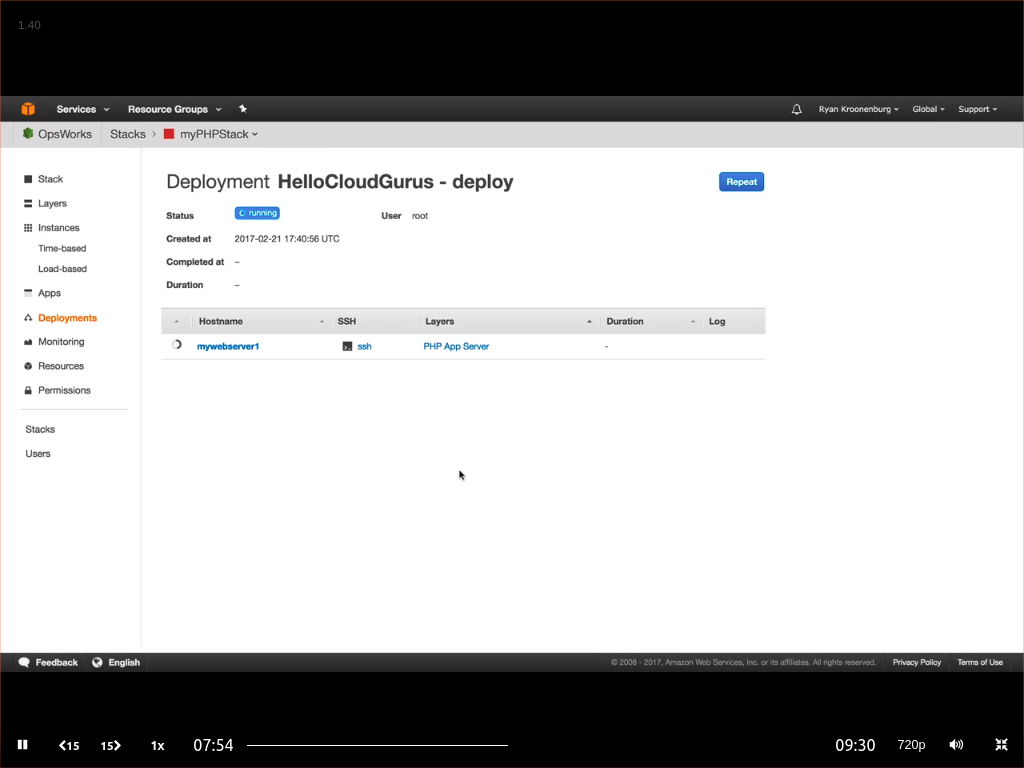 1.40
Services
Resource Groups
Ryan Kroonenburg
Global
Support
OpsWorks
Stacks
myPHPStack
Stack
Layers
Instances
Time-based
Load-based
Apps
Deployments
Monitoring
Resources
Permissions
Stacks
Users
Deployment HelloCloudGurus - deploy
Repeat
Status running User root
Created at 2017-02-21 17:40:56 UTC
Completed at –
Duration –
Hostname SSH Layers Duration Log
mywebserver1 ssh PHP App Server -
Feedback English
© 2008 - 2017, Amazon Web Services, Inc. or its affiliates. All rights reserved. Privacy Policy Terms of Use
15 15 1x 07:54 09:30 720p